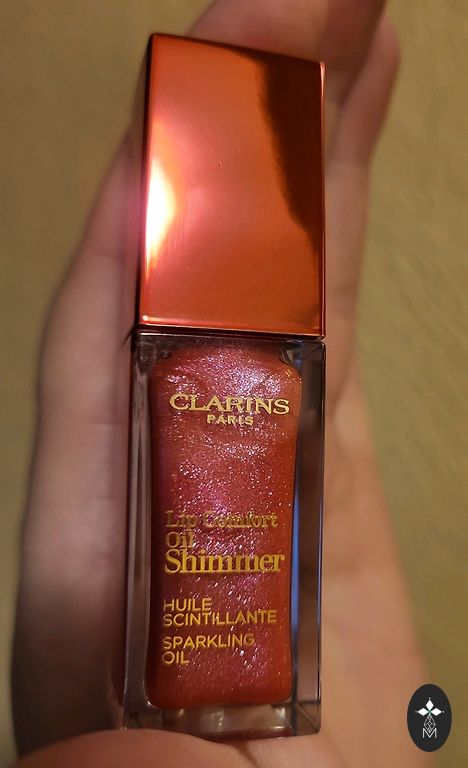 CLARINS
PARIS
Lip Comfort
Oil
Shimmer
HUILE
SCINTILLANTE
SPARKLING
OIL
M